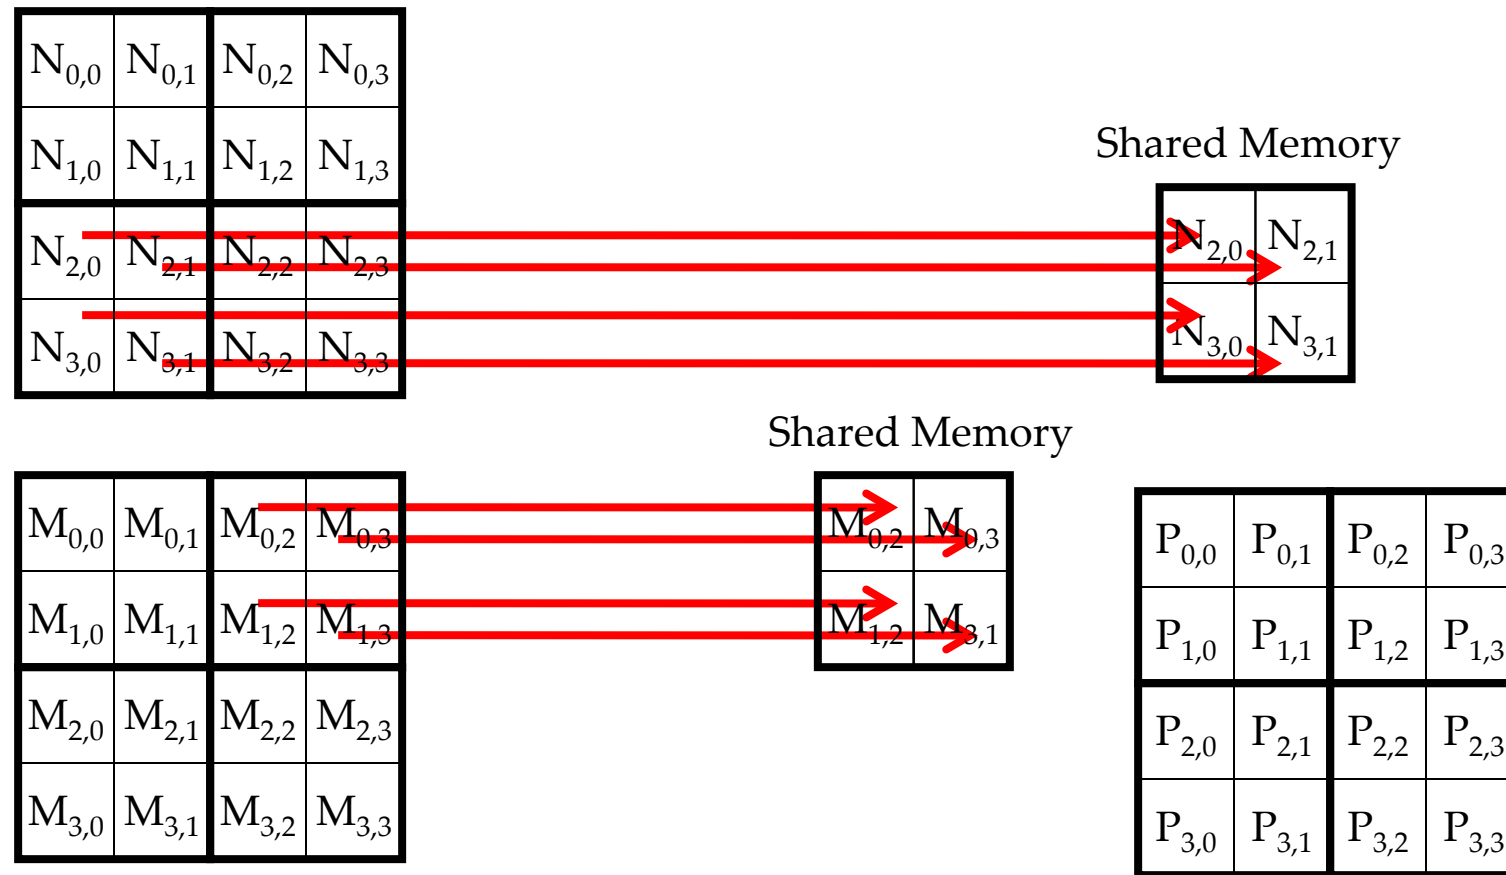 N0,0 N0,1 N0,2 N0,3
N1,0 N1,1 N1,2 N1,3
N2,0 N2,1 N2,2 N2,3
N3,0 N3,1 N3,2 N3,3
Shared Memory
N2,0 N2,1
N3,0 N3,1
Shared Memory
M0,0 M0,1 M0,2 M0,3
M1,0 M1,1 M1,2 M1,3
M2,0 M2,1 M2,2 M2,3
M3,0 M3,1 M3,2 M3,3
M0,2 M0,3
M1,2 M3,1
P0,0 P0,1 P0,2 P0,3
P1,0 P1,1 P1,2 P1,3
P2,0 P2,1 P2,2 P2,3
P3,0 P3,1 P3,2 P3,3